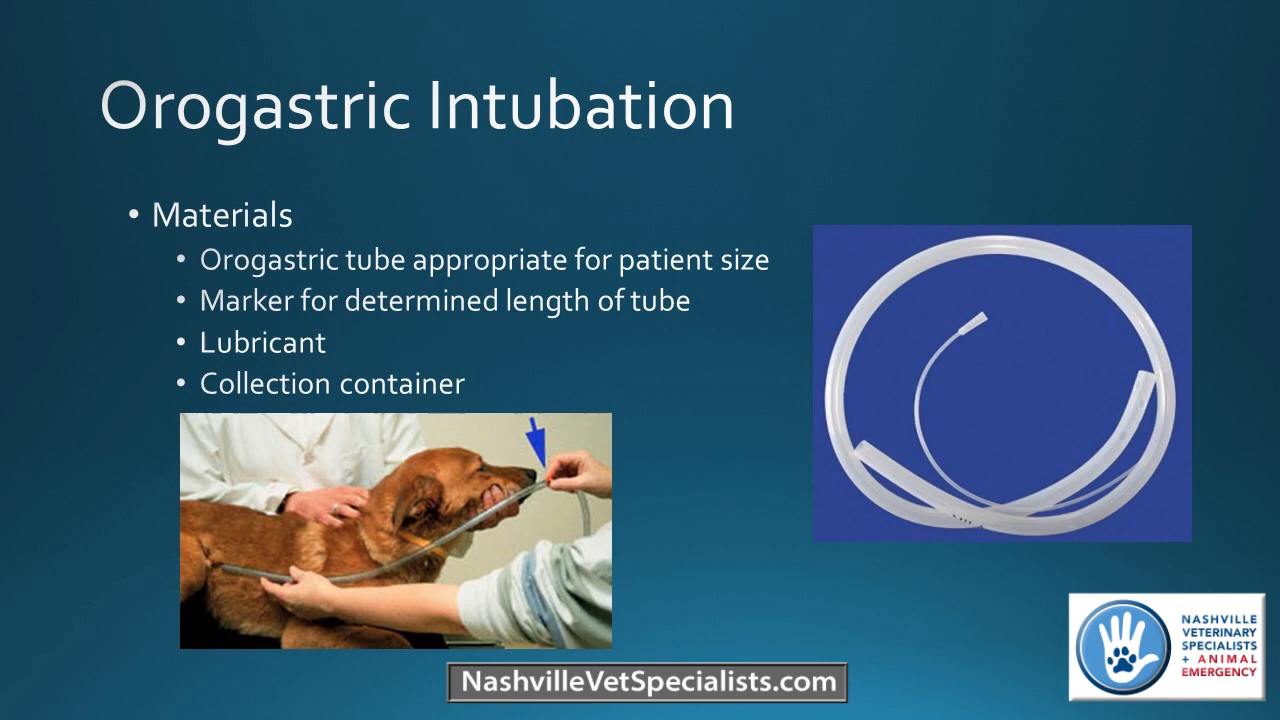 Orogastric Intubation
• Materials
• Orogastric tube appropriate for patient size
• Marker for determined length of tube
• Lubricant
• Collection container
NASHVILLE
VETERINARY
SPECIALISTS
+ ANIMAL
EMERGENCY
NashvilleVetSpecialists.com